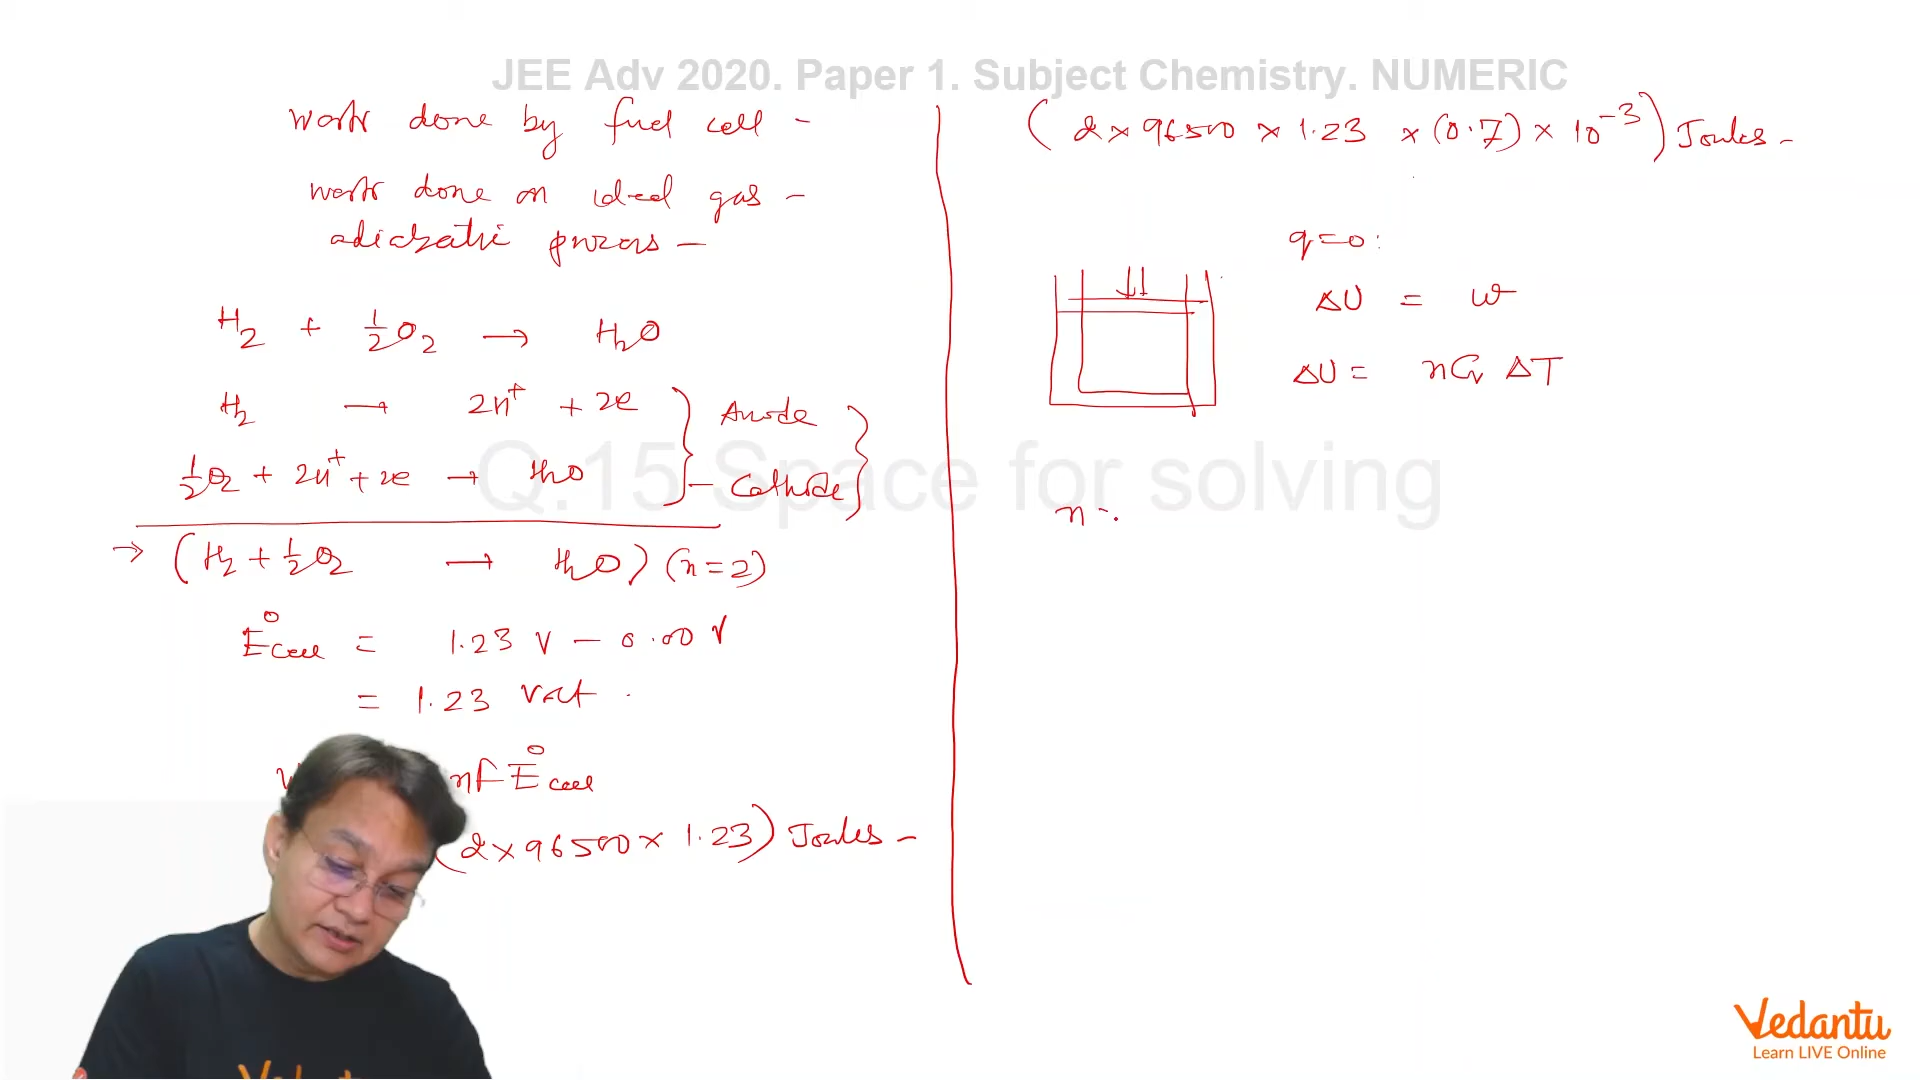 JEE Adv 2020. Paper 1. Subject Chemistry. NUMERIC
work done by fuel cell -
work done on ideal gas -
adiabatic process -
H2 + 1/2 O2 → H2O
H2 → 2H+ + 2e } Anode
1/2 O2 + 2H+ + 2e → H2O } - Cathode }
→ (H2 + 1/2 O2 → H2O) (n=2)
E°cell = 1.23 V - 0.00 V
= 1.23 Volt .
nF E°cell
(2 × 96500 × 1.23) Joules -
(2 × 96500 × 1.23 × (0.7) × 10^-3) Joules -
q = 0 :
ΔU = w
ΔU = nCv ΔT
Q.15 Space for solving
n = .
Vedantu
Vedantu
Learn LIVE Online